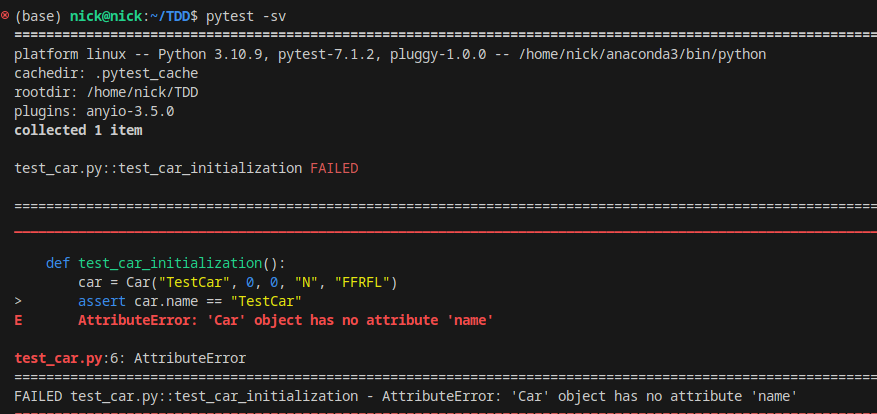 (base) nick@nick:~/TDD$ pytest -sv
==========================================================================================================
platform linux -- Python 3.10.9, pytest-7.1.2, pluggy-1.0.0 -- /home/nick/anaconda3/bin/python
cachedir: .pytest_cache
rootdir: /home/nick/TDD
plugins: anyio-3.5.0
collected 1 item
test_car.py::test_car_initialization FAILED
==========================================================================================================
__________________________________________________________________________________________________________
def test_car_initialization():
car = Car("TestCar", 0, 0, "N", "FFRFL")
> assert car.name == "TestCar"
E AttributeError: 'Car' object has no attribute 'name'
test_car.py:6: AttributeError
==========================================================================================================
FAILED test_car.py::test_car_initialization - AttributeError: 'Car' object has no attribute 'name'
==========================================================================================================